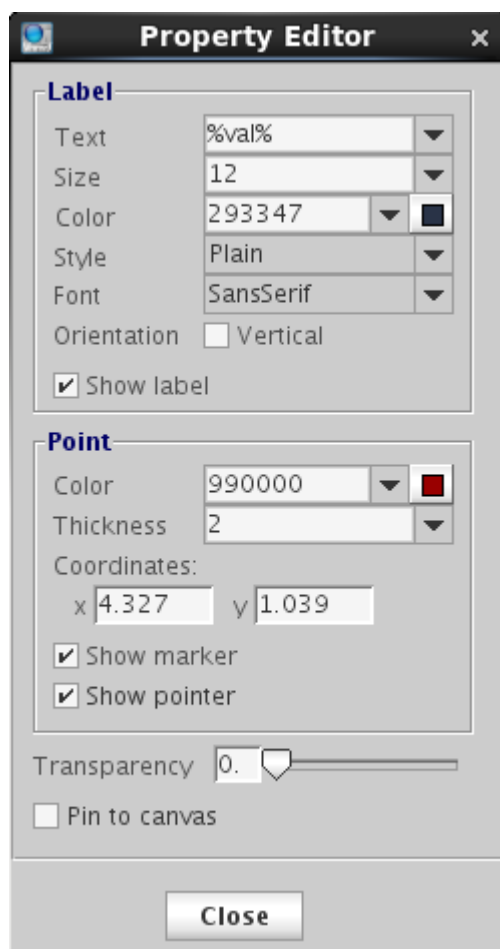 Property Editor ×
Label
Text %val%
Size 12
Color 293347
Style Plain
Font SansSerif
Orientation Vertical
Show label
Point
Color 990000
Thickness 2
Coordinates:
x 4.327 y 1.039
Show marker
Show pointer
Transparency 0.
Pin to canvas
Close